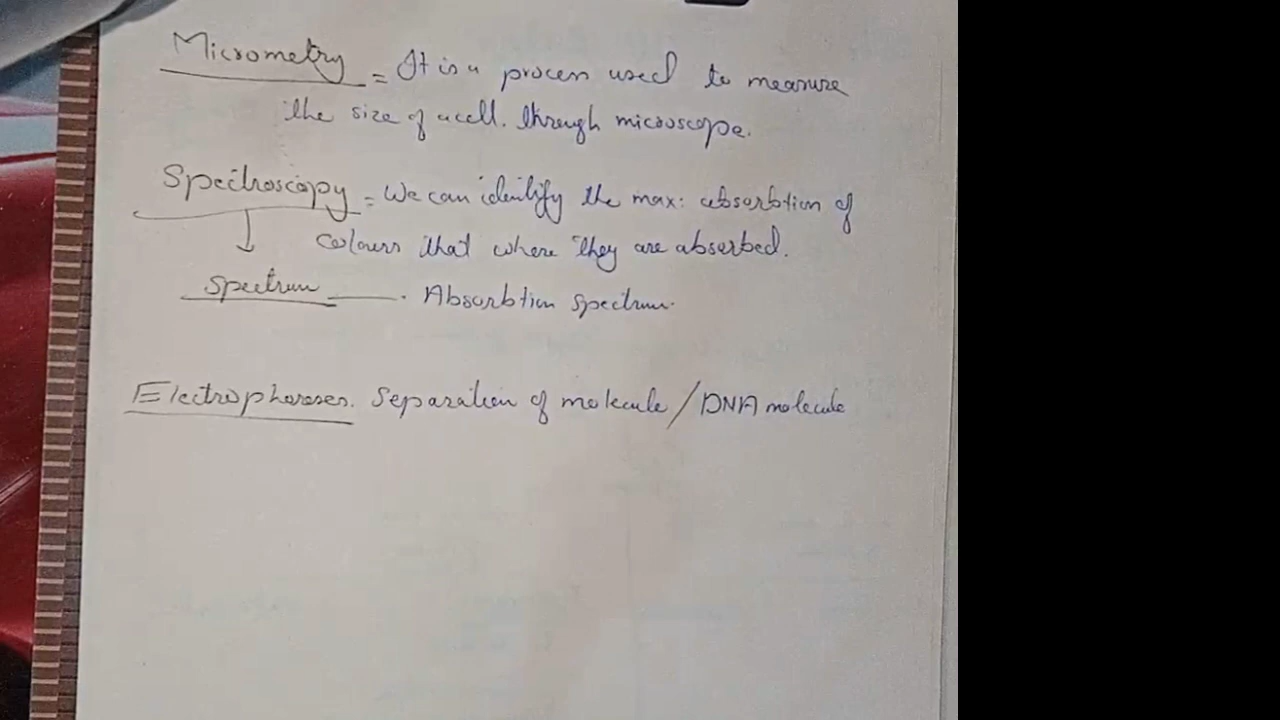 Micrometry = It is a process used to measure
the size of a cell. through microscope.
Spectroscopy = We can identify the max: absorbtion of
colours that where they are absorbed.
Spectrum . Absorbtion spectrum.
Electrophoreses. Separation of molecule / DNA molecule